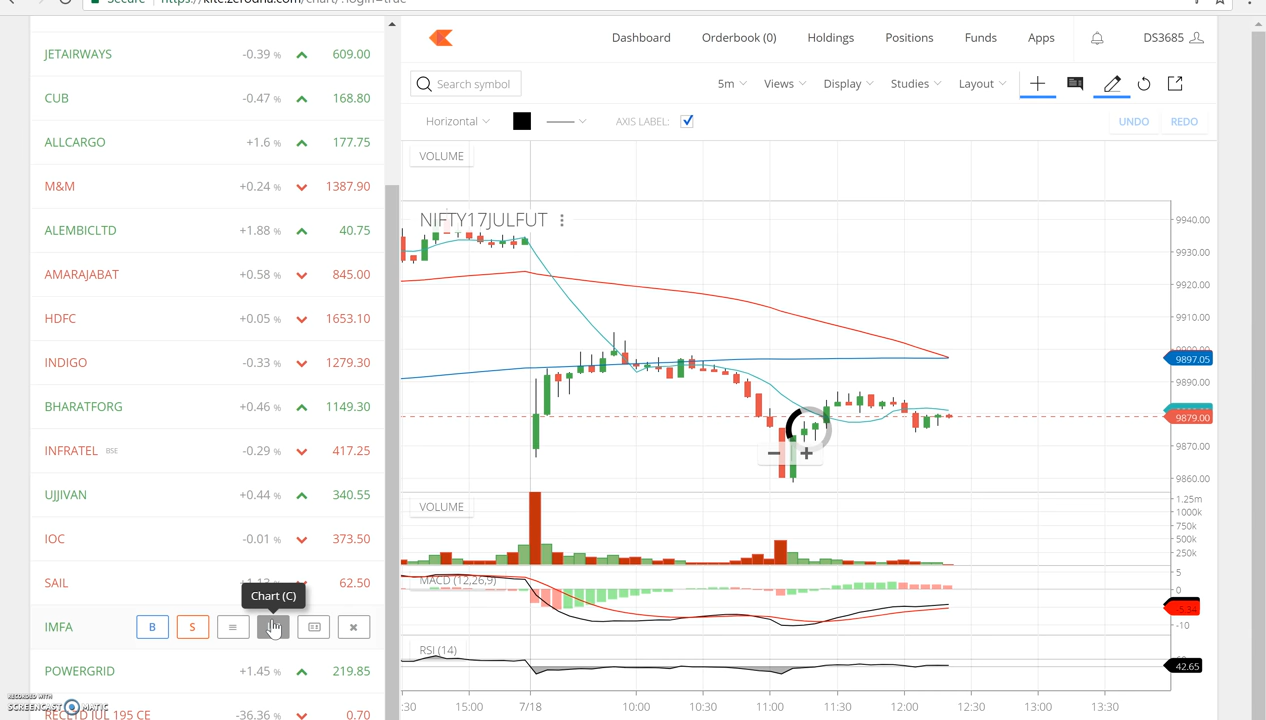 Secure https://kite.zerodha.com/chart/?login=true
JETAIRWAYS -0.39 % 609.00
CUB -0.47 % 168.80
ALLCARGO +1.6 % 177.75
M&M +0.24 % 1387.90
ALEMBICLTD +1.88 % 40.75
AMARAJABAT +0.58 % 845.00
HDFC +0.05 % 1653.10
INDIGO -0.33 % 1279.30
BHARATFORG +0.46 % 1149.30
INFRATEL BSE -0.29 % 417.25
UJJIVAN +0.44 % 340.55
IOC -0.01 % 373.50
SAIL 62.50
Chart (C)
IMFA B S
POWERGRID +1.45 % 219.85
-36.36 % 0.70
RECORDED WITH
SCREENCAST MATIC
Dashboard Orderbook (0) Holdings Positions Funds Apps DS3685
Search symbol 5m Views Display Studies Layout
Horizontal AXIS LABEL: UNDO REDO
VOLUME
NIFTY17JULFUT
9940.00
9930.00
9920.00
9910.00
9897.05
9890.00
9879.00
9870.00
9860.00
VOLUME
1.25m
1000k
750k
500k
250k
MACD (12,26,9)
5
0
-5.34
-10
RSI (14)
42.65
:30 15:00 7/18 10:00 10:30 11:00 11:30 12:00 12:30 13:00 13:30